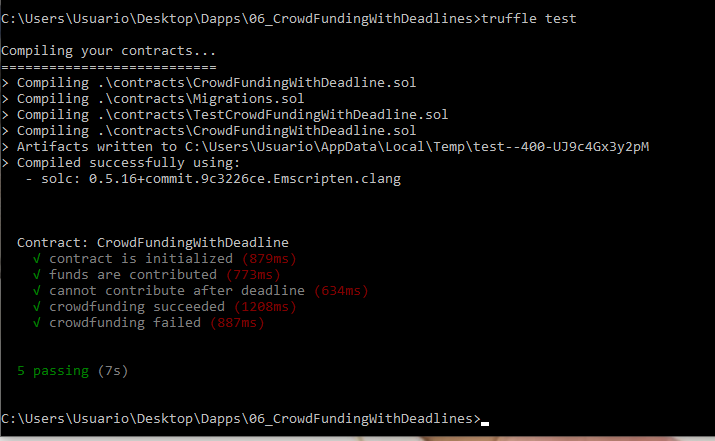 C:\Users\Usuario\Desktop\Dapps\06_CrowdFundingWithDeadlines>truffle test
Compiling your contracts...
===========================
> Compiling .\contracts\CrowdFundingWithDeadline.sol
> Compiling .\contracts\Migrations.sol
> Compiling .\contracts\TestCrowdFundingWithDeadline.sol
> Compiling .\contracts\CrowdFundingWithDeadline.sol
> Artifacts written to C:\Users\Usuario\AppData\Local\Temp\test--400-UJ9c4Gx3y2pM
> Compiled successfully using:
- solc: 0.5.16+commit.9c3226ce.Emscripten.clang
Contract: CrowdFundingWithDeadline
√ contract is initialized (879ms)
√ funds are contributed (773ms)
√ cannot contribute after deadline (634ms)
√ crowdfunding succeeded (1208ms)
√ crowdfunding failed (887ms)
5 passing (7s)
C:\Users\Usuario\Desktop\Dapps\06_CrowdFundingWithDeadlines>